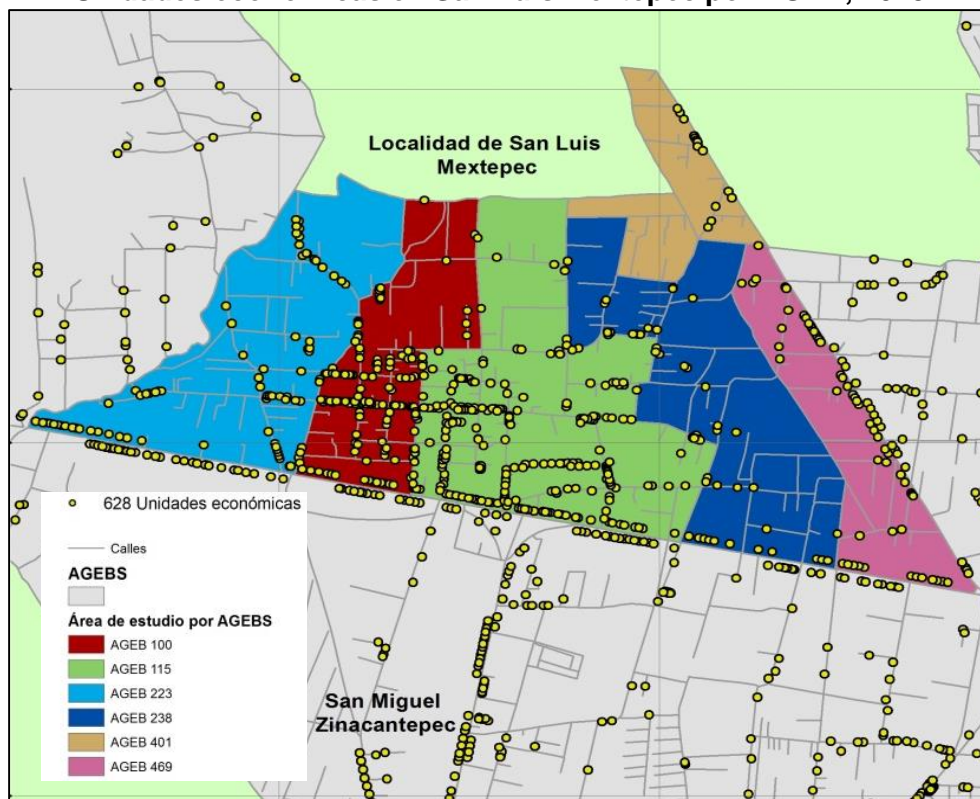 Localidad de San Luis
Mextepec
628 Unidades económicas
Calles
AGEBS
Área de estudio por AGEBS
AGEB 100
AGEB 115
AGEB 223
AGEB 238
AGEB 401
AGEB 469
San Miguel
Zinacantepec